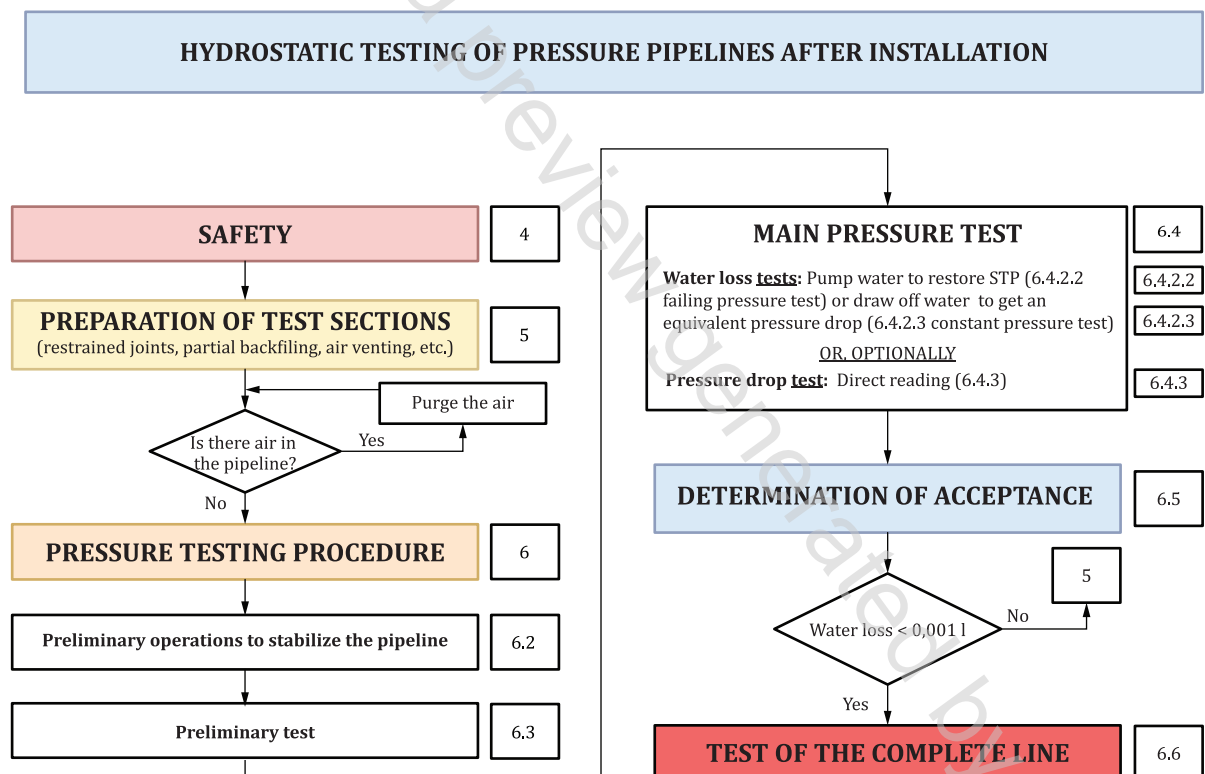 HYDROSTATIC TESTING OF PRESSURE PIPELINES AFTER INSTALLATION
SAFETY
4
PREPARATION OF TEST SECTIONS
(restrained joints, partial backfiling, air venting, etc.)
5
Purge the air
Is there air in
the pipeline?
Yes
No
PRESSURE TESTING PROCEDURE
6
Preliminary operations to stabilize the pipeline
6.2
Preliminary test
6.3
MAIN PRESSURE TEST
6.4
Water loss tests: Pump water to restore STP (6.4.2.2
failing pressure test) or draw off water to get an
equivalent pressure drop (6.4.2.3 constant pressure test)
6.4.2.2
6.4.2.3
OR, OPTIONALLY
Pressure drop test: Direct reading (6.4.3)
6.4.3
DETERMINATION OF ACCEPTANCE
6.5
5
Water loss < 0,001 l
No
Yes
TEST OF THE COMPLETE LINE
6.6
preview generated by